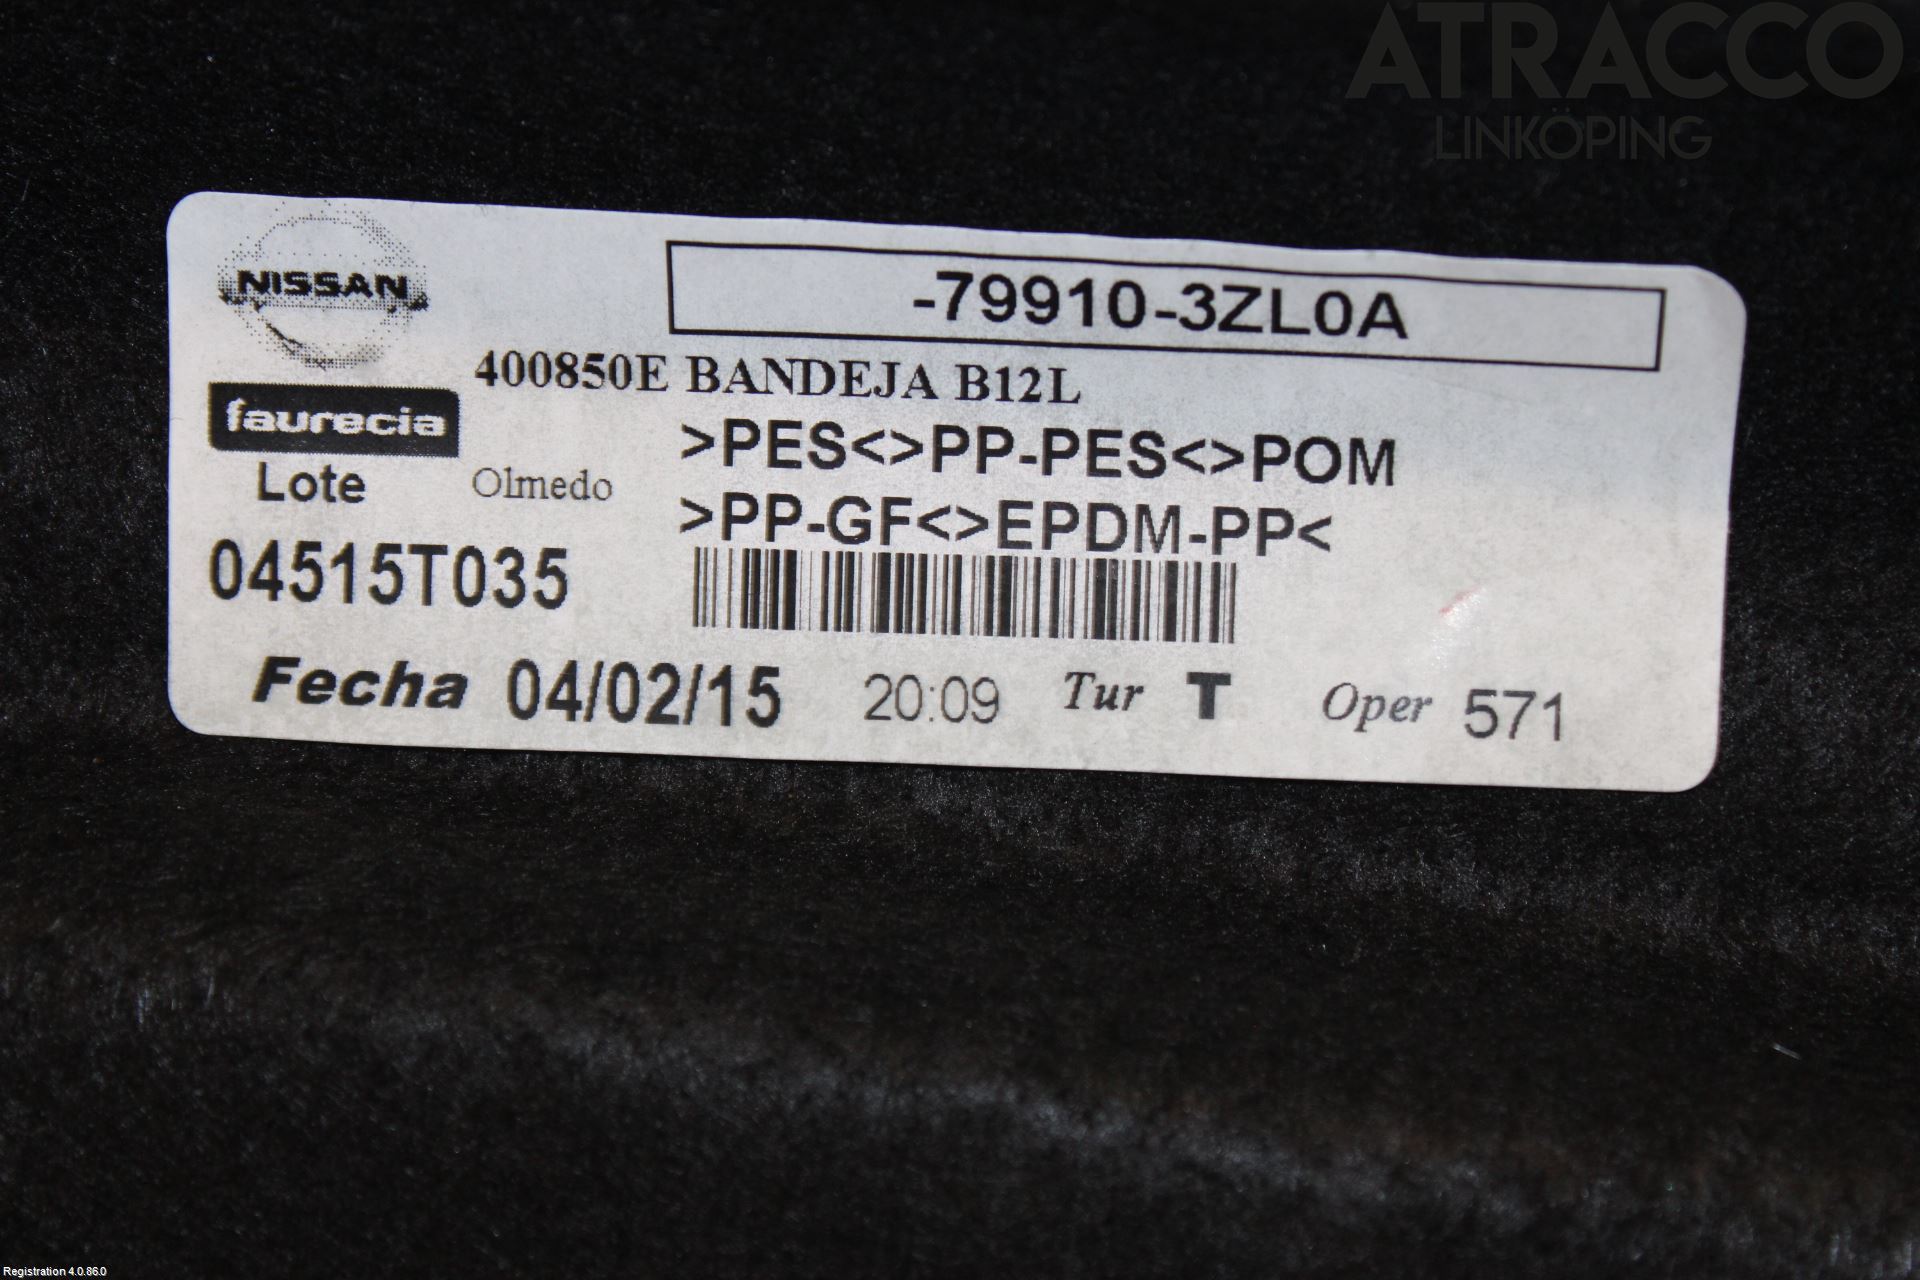 ATRACCO
LINKÖPING
NISSAN
-79910-3ZL0A
400850E BANDEJA B12L
faurecia
>PES<>PP-PES<>POM
Lote Olmedo
>PP-GF<>EPDM-PP<
04515T035
Fecha 04/02/15 20:09 Tur T Oper 571
Registration 4.0.86.0